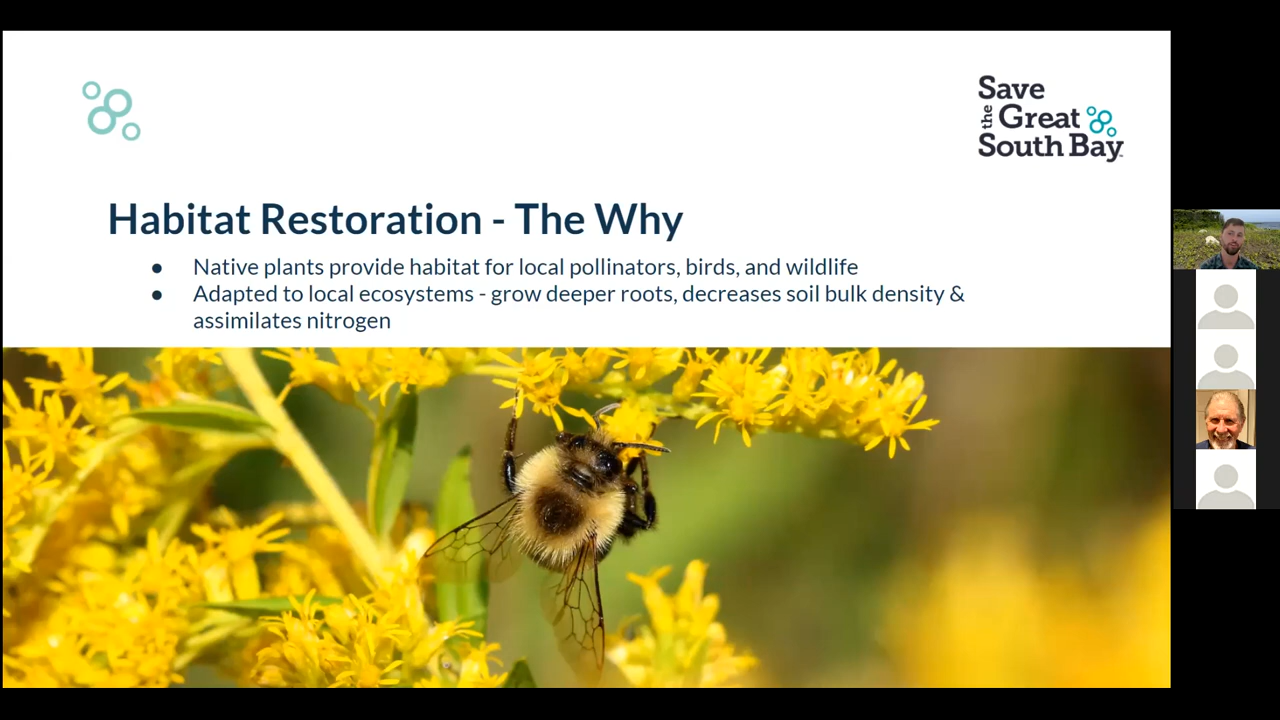 Save
the Great
South Bay
Habitat Restoration - The Why
● Native plants provide habitat for local pollinators, birds, and wildlife
● Adapted to local ecosystems - grow deeper roots, decreases soil bulk density &
assimilates nitrogen